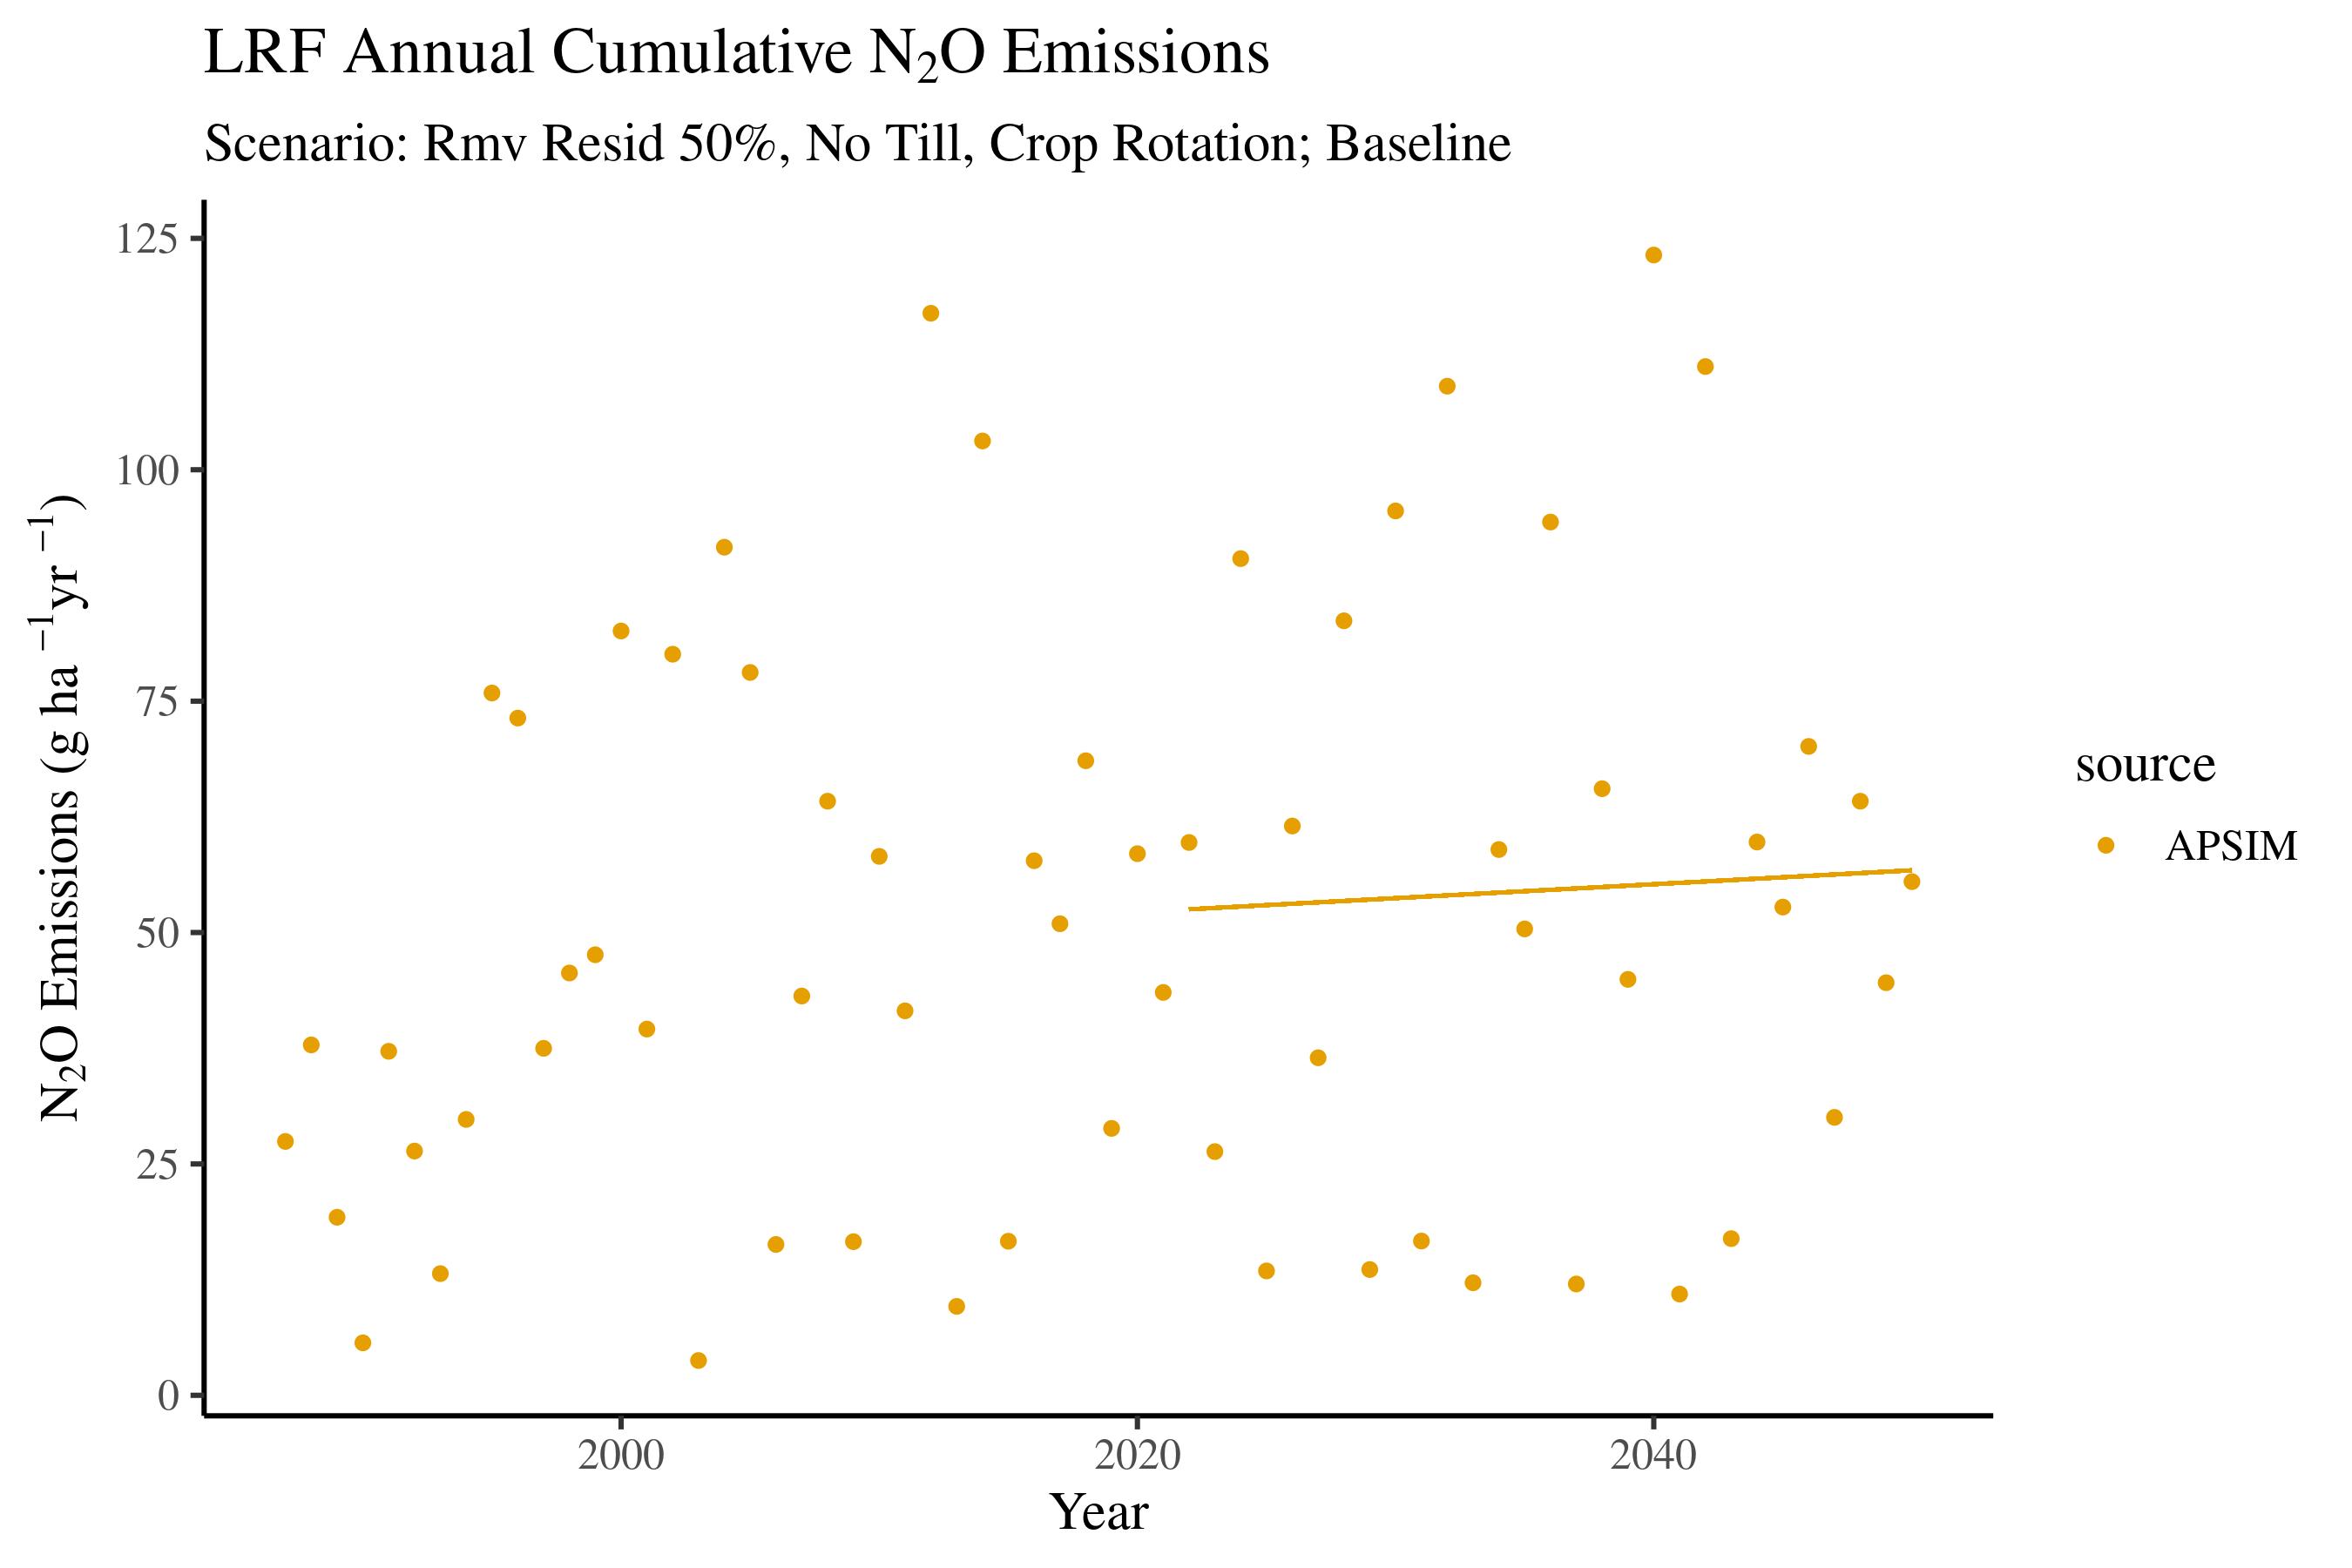 LRF Annual Cumulative N₂O Emissions
Scenario: Rmv Resid 50%, No Till, Crop Rotation; Baseline
N₂O Emissions (g ha⁻¹yr⁻¹)
125
100
75
50
25
0
2000 2020 2040
Year
source
APSIM